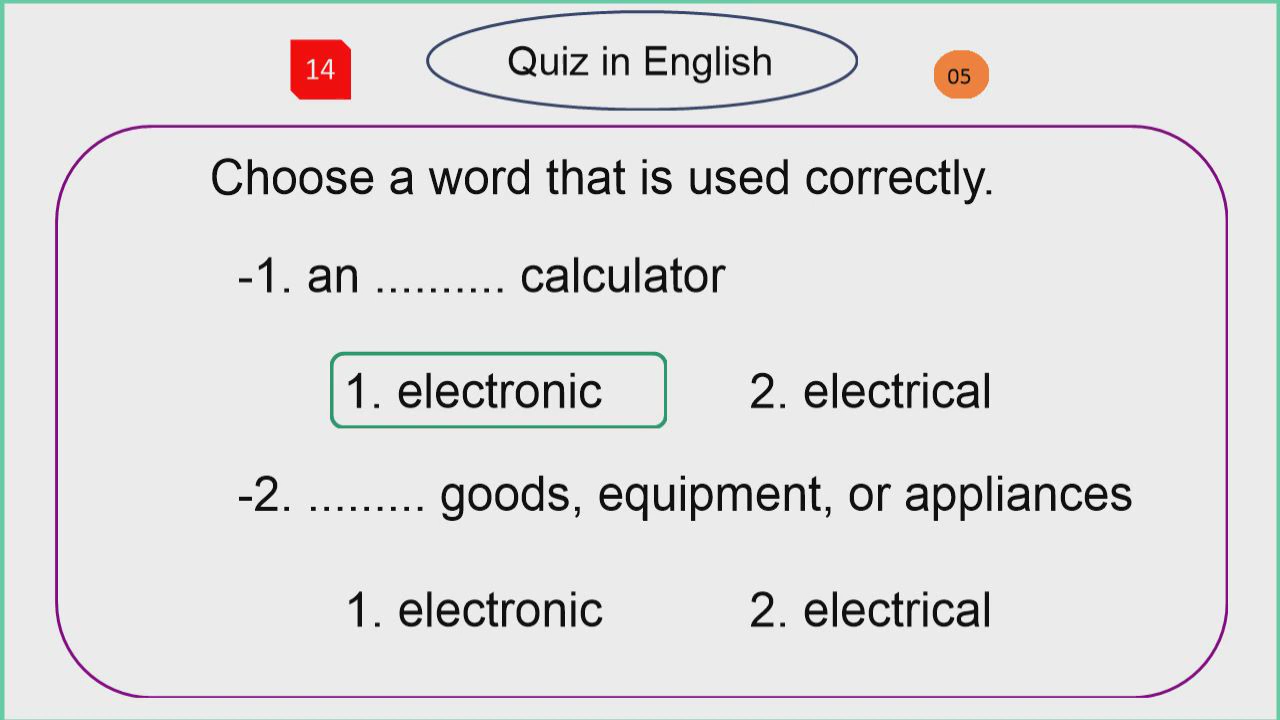 14
Quiz in English
05
Choose a word that is used correctly.
-1. an .......... calculator
1. electronic 2. electrical
-2. ......... goods, equipment, or appliances
1. electronic 2. electrical